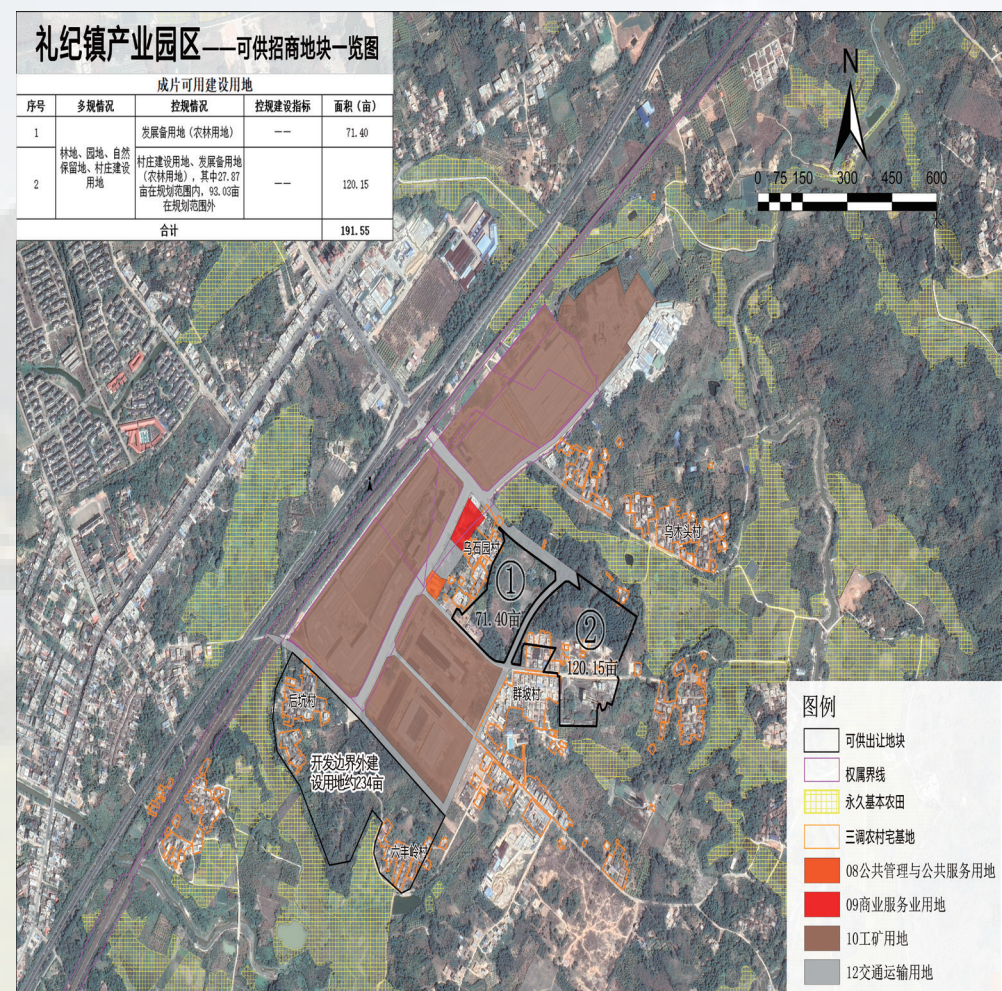 礼纪镇产业园区——可供招商地块一览图
成片可用建设用地
序号 多规情况 控规情况 控规建设指标 面积（亩）
1 发展备用地（农林用地） —— 71.40
林地、园地、自然
保留地、村庄建设
用地
2 村庄建设用地、发展备用地
（农林用地），其中27.87
亩在规划范围内，93.03亩
在规划范围外
—— 120.15
合计 191.55
N
0 75 150 300 450 600
乌石园村
乌木头村
①
71.40亩
②
120.15亩
群坡村
后坑村
开发边界外建
设用地约234亩
六丰岭村
图例
可供出让地块
权属界线
永久基本农田
三调农村宅基地
08公共管理与公共服务用地
09商业服务业用地
10工矿用地
12交通运输用地